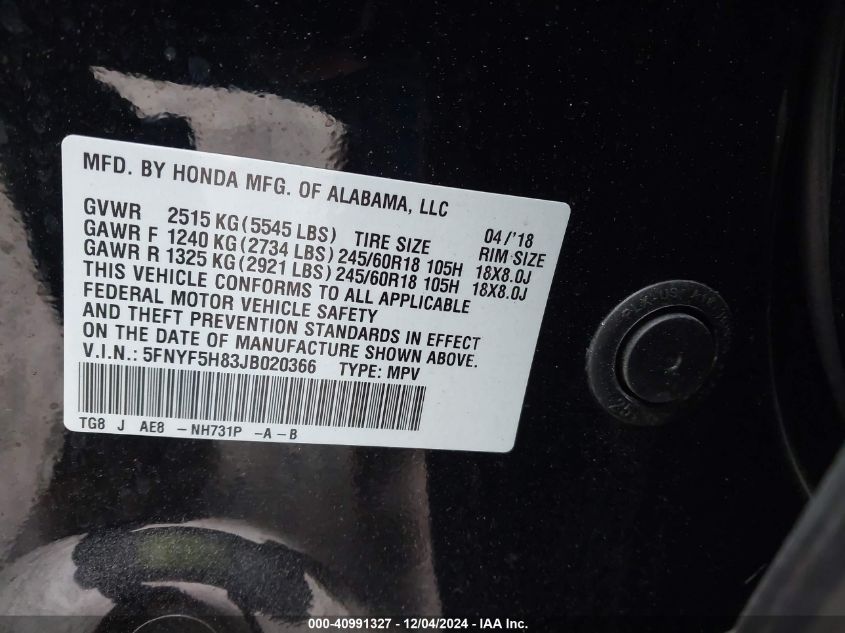 MFD. BY HONDA MFG. OF ALABAMA, LLC
04/'18
GVWR 2515 KG (5545 LBS) TIRE SIZE RIM SIZE
GAWR F 1240 KG (2734 LBS) 245/60R18 105H 18X8.0J
GAWR R 1325 KG (2921 LBS) 245/60R18 105H 18X8.0J
THIS VEHICLE CONFORMS TO ALL APPLICABLE
FEDERAL MOTOR VEHICLE SAFETY
AND THEFT PREVENTION STANDARDS IN EFFECT
ON THE DATE OF MANUFACTURE SHOWN ABOVE.
V.I.N.: 5FNYF5H83JB020366 TYPE: MPV
TG8 J AE8 - NH731P - A - B
000-40991327 - 12/04/2024 - IAA Inc.